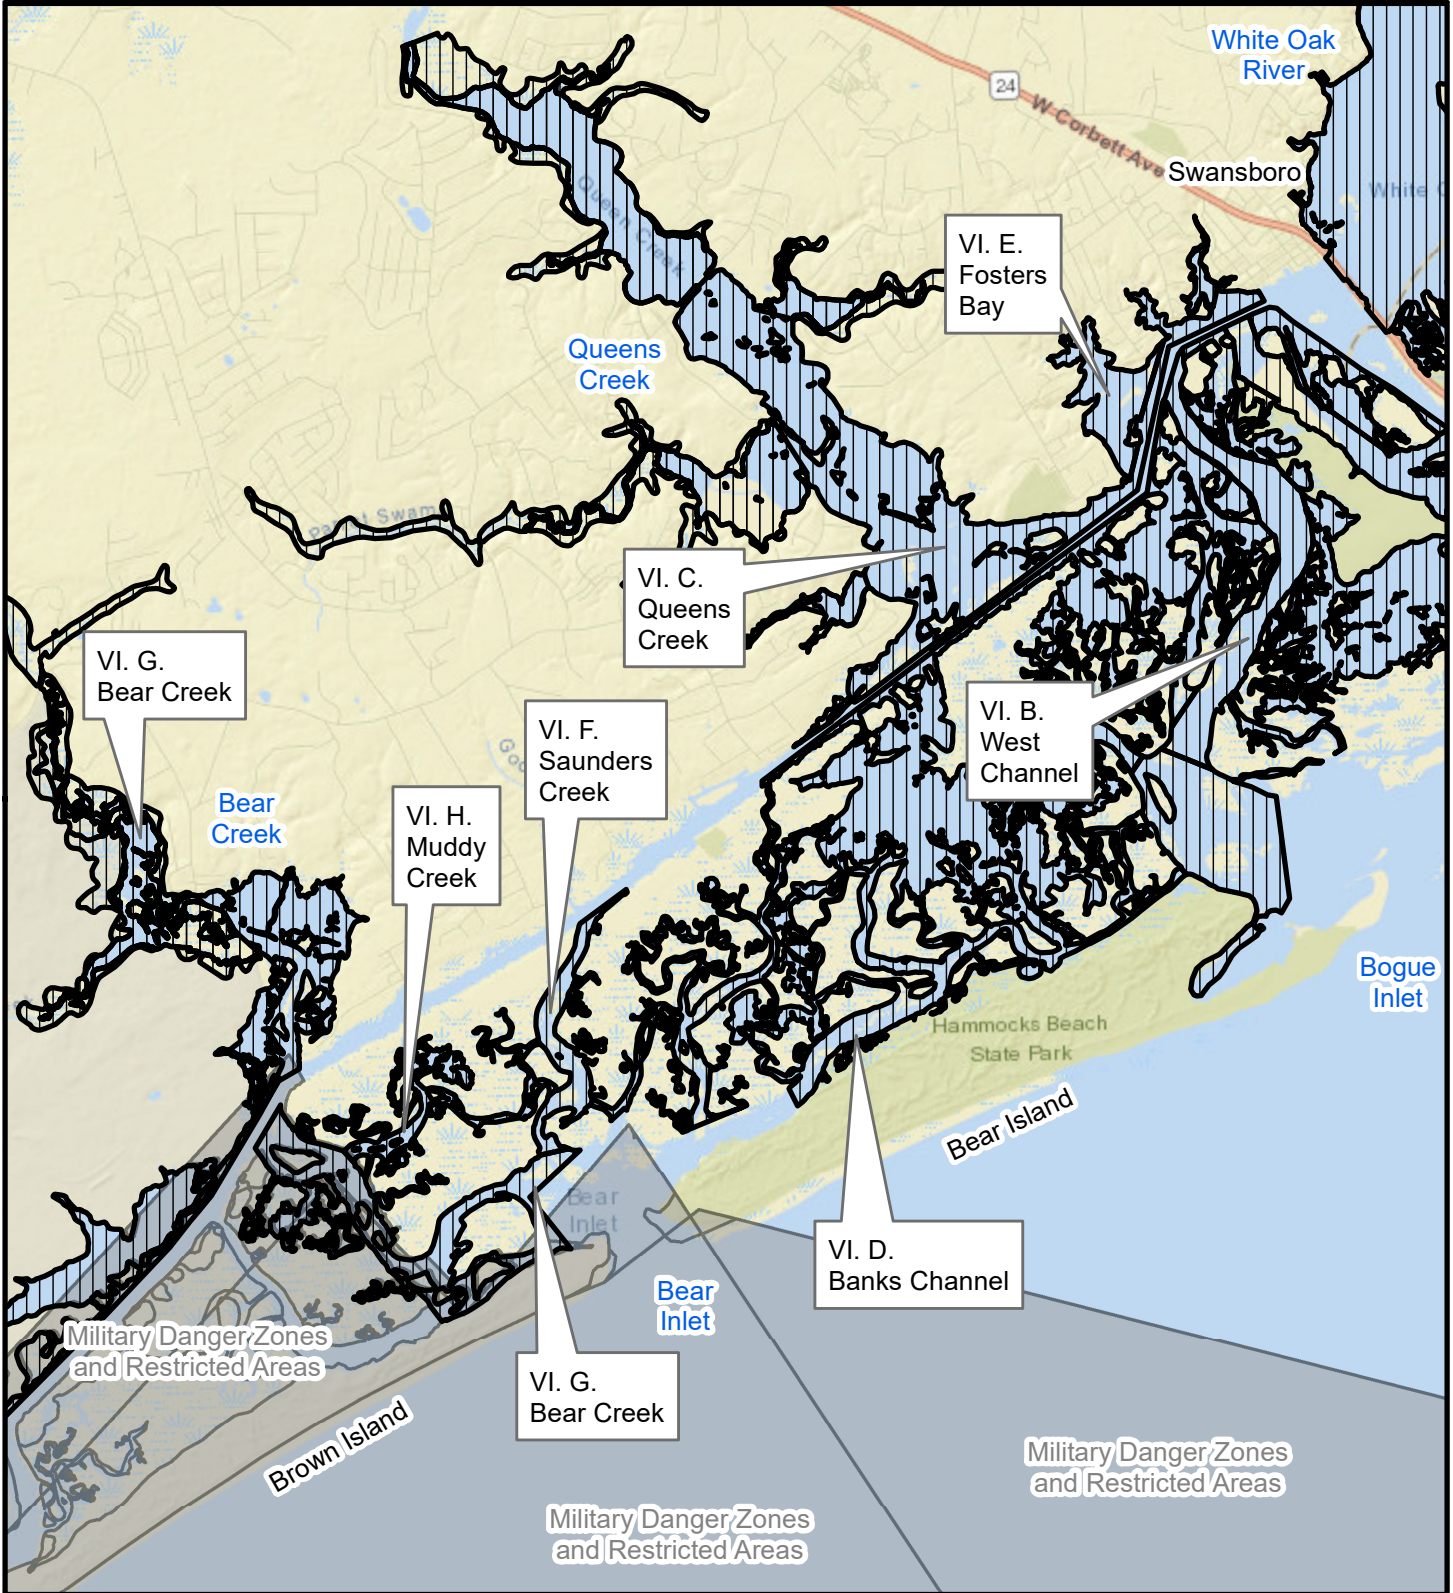 White Oak
River
24
W Corbett Ave
Swansboro
VI. E.
Fosters
Bay
Queen Creek
Queens
Creek
VI. C.
Queens
Creek
VI. G.
Bear Creek
VI. B.
West
Channel
VI. F.
Saunders
Creek
Bear
Creek
VI. H.
Muddy
Creek
Bogue
Inlet
Hammocks Beach
State Park
Bear Island
Bear
Inlet
VI. D.
Banks Channel
Bear
Inlet
Military Danger Zones
and Restricted Areas
VI. G.
Bear Creek
Brown Island
Military Danger Zones
and Restricted Areas
Military Danger Zones
and Restricted Areas